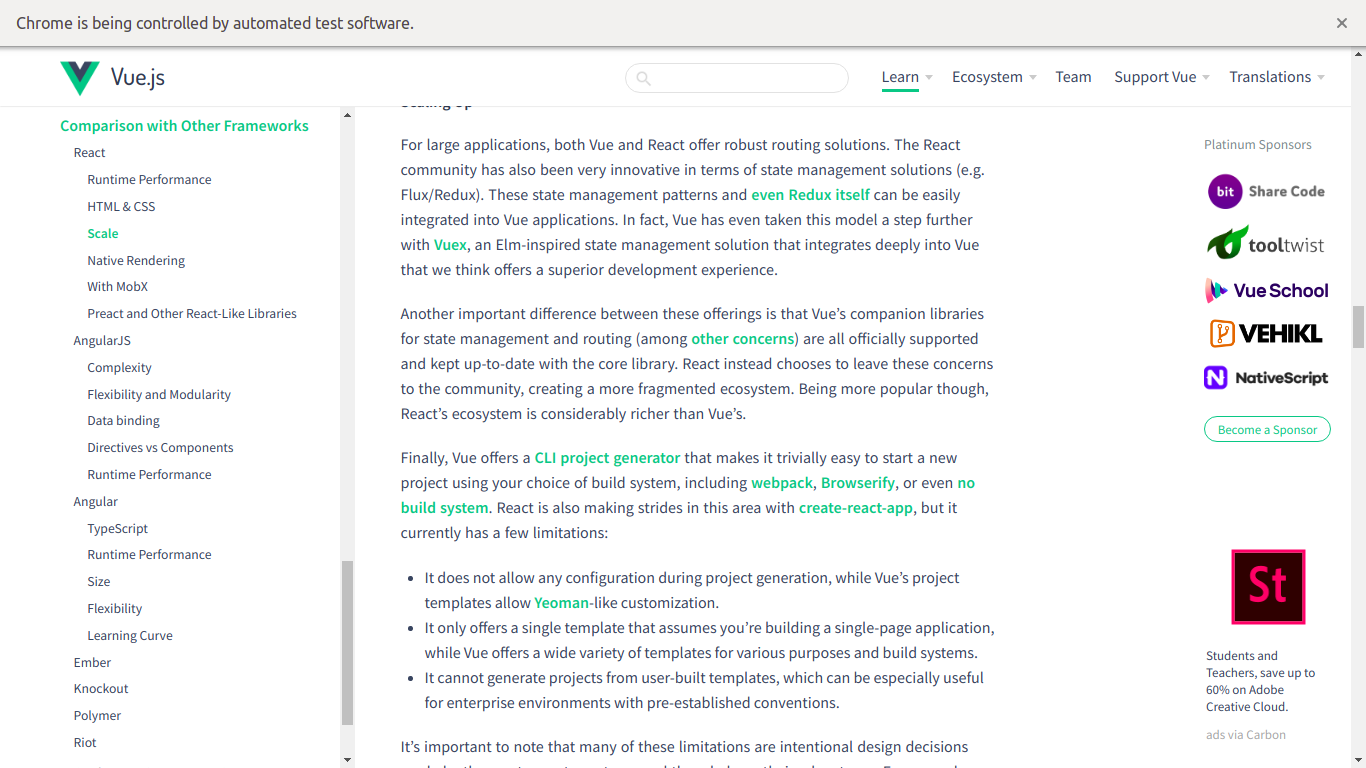 Chrome is being controlled by automated test software.
Vue.js
Learn
Ecosystem
Team
Support Vue
Translations
Comparison with Other Frameworks
React
Runtime Performance
HTML & CSS
Scale
Native Rendering
With MobX
Preact and Other React-Like Libraries
AngularJS
Complexity
Flexibility and Modularity
Data binding
Directives vs Components
Runtime Performance
Angular
TypeScript
Runtime Performance
Size
Flexibility
Learning Curve
Ember
Knockout
Polymer
Riot
Scaling Up
For large applications, both Vue and React offer robust routing solutions. The React
community has also been very innovative in terms of state management solutions (e.g.
Flux/Redux). These state management patterns and even Redux itself can be easily
integrated into Vue applications. In fact, Vue has even taken this model a step further
with Vuex, an Elm-inspired state management solution that integrates deeply into Vue
that we think offers a superior development experience.
Another important difference between these offerings is that Vue’s companion libraries
for state management and routing (among other concerns) are all officially supported
and kept up-to-date with the core library. React instead chooses to leave these concerns
to the community, creating a more fragmented ecosystem. Being more popular though,
React’s ecosystem is considerably richer than Vue’s.
Finally, Vue offers a CLI project generator that makes it trivially easy to start a new
project using your choice of build system, including webpack, Browserify, or even no
build system. React is also making strides in this area with create-react-app, but it
currently has a few limitations:
• It does not allow any configuration during project generation, while Vue’s project
templates allow Yeoman-like customization.
• It only offers a single template that assumes you’re building a single-page application,
while Vue offers a wide variety of templates for various purposes and build systems.
• It cannot generate projects from user-built templates, which can be especially useful
for enterprise environments with pre-established conventions.
It’s important to note that many of these limitations are intentional design decisions
Platinum Sponsors
bit Share Code
tooltwist
Vue School
VEHIKL
N NativeScript
Become a Sponsor
St
Students and
Teachers, save up to
60% on Adobe
Creative Cloud.
ads via Carbon